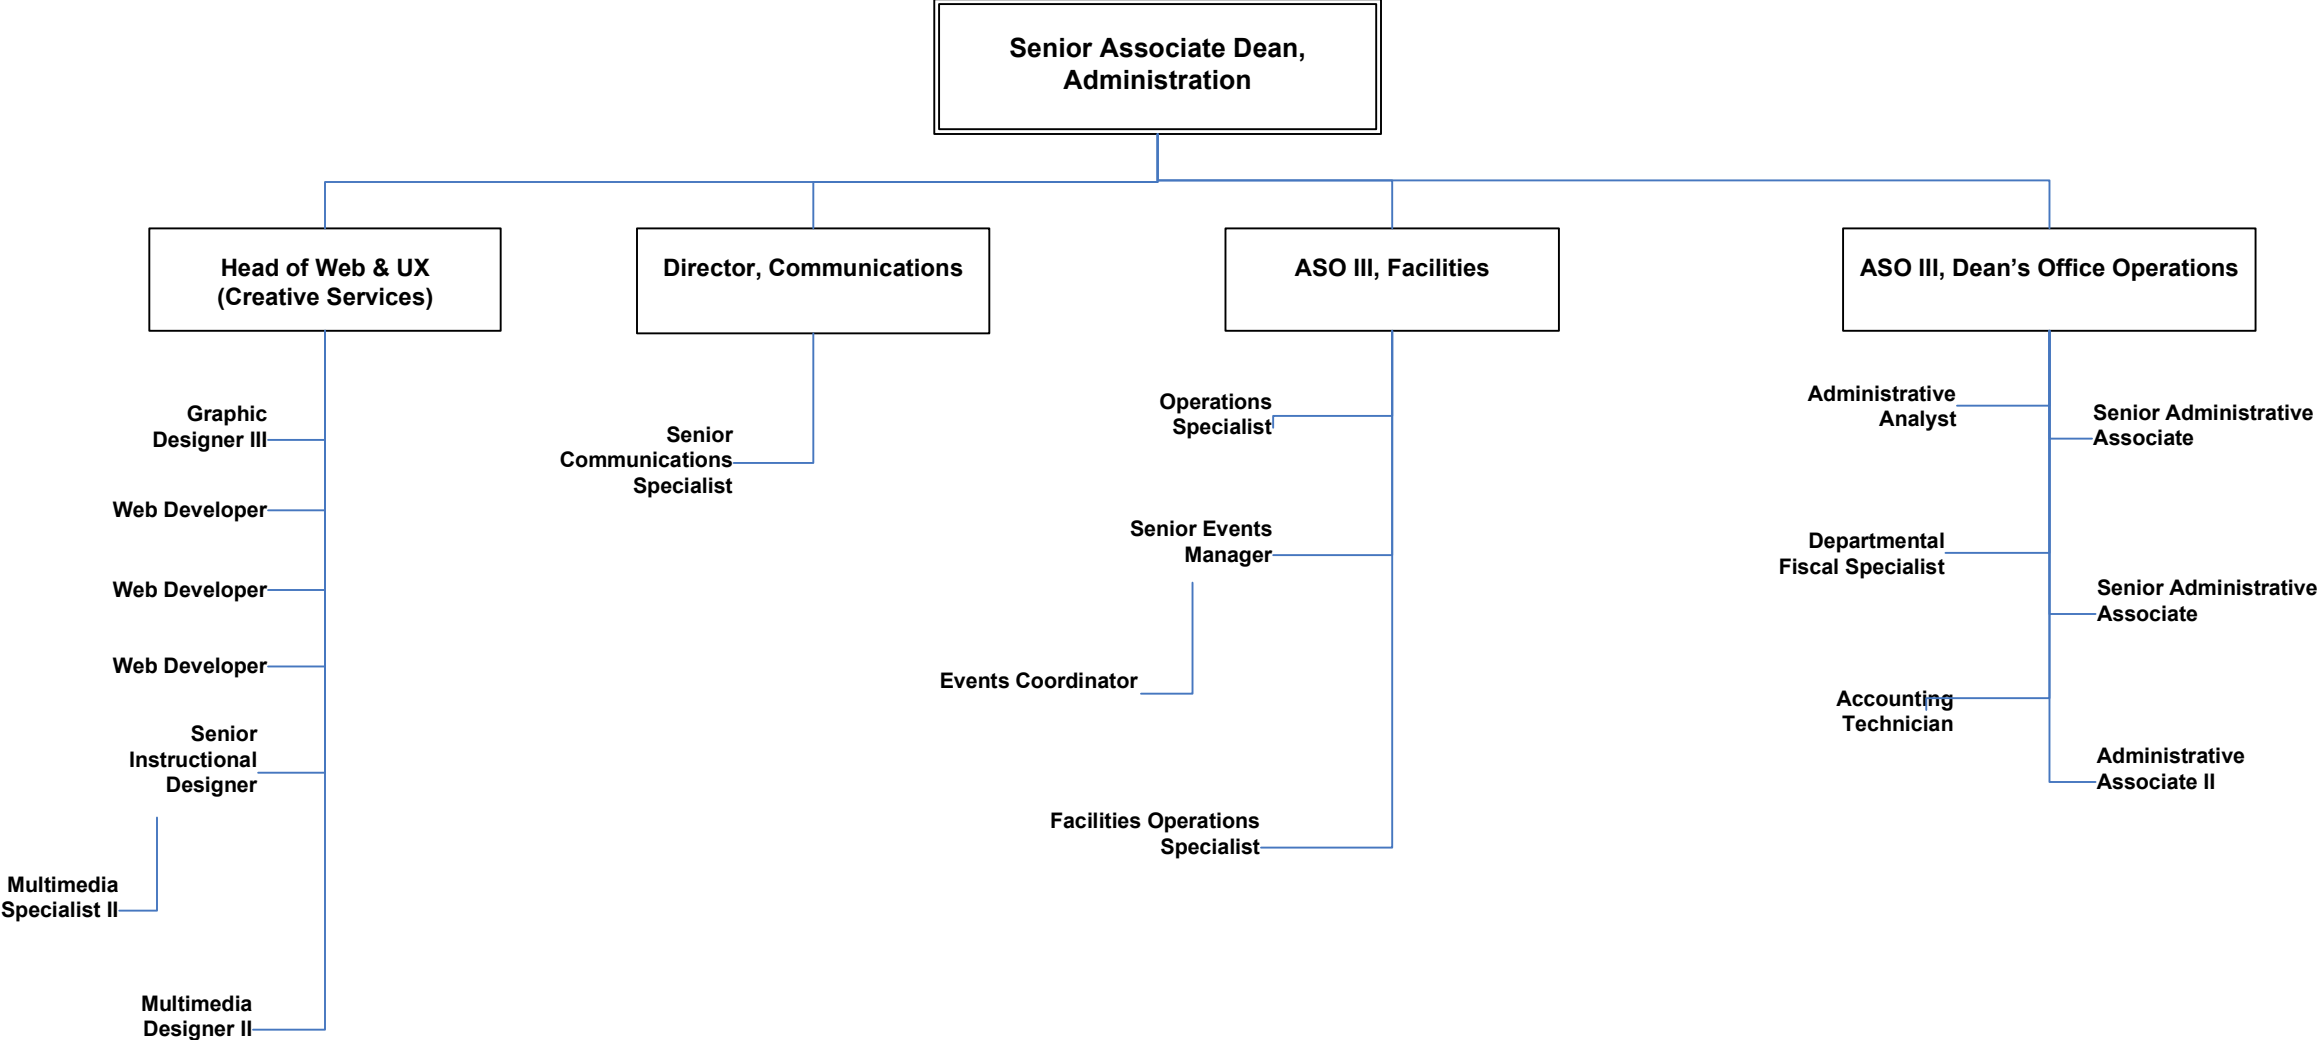 Senior Associate Dean,
Administration
Head of Web & UX
(Creative Services)
Director, Communications
ASO III, Facilities
ASO III, Dean’s Office Operations
Graphic
Designer III
Web Developer
Web Developer
Web Developer
Senior
Instructional
Designer
Multimedia
Specialist II
Multimedia
Designer II
Senior
Communications
Specialist
Operations
Specialist
Senior Events
Manager
Events Coordinator
Facilities Operations
Specialist
Administrative
Analyst
Senior Administrative
Associate
Departmental
Fiscal Specialist
Senior Administrative
Associate
Accounting
Technician
Administrative
Associate II